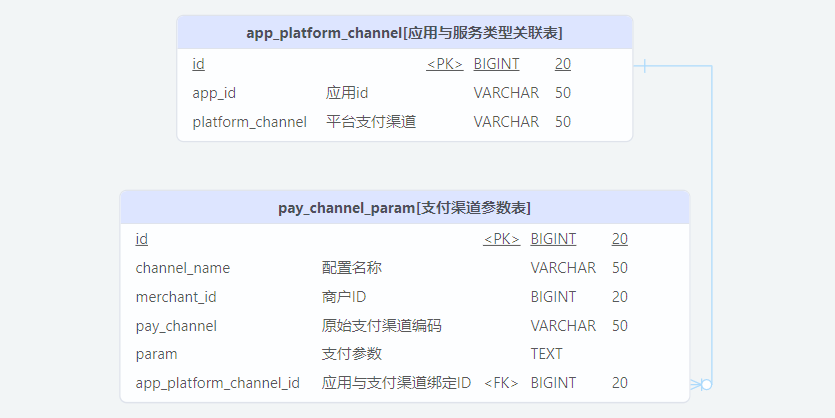 app_platform_channel[应用与服务类型关联表]
id <PK> BIGINT 20
app_id 应用id VARCHAR 50
platform_channel 平台支付渠道 VARCHAR 50
pay_channel_param[支付渠道参数表]
id <PK> BIGINT 20
channel_name 配置名称 VARCHAR 50
merchant_id 商户ID BIGINT 20
pay_channel 原始支付渠道编码 VARCHAR 50
param 支付参数 TEXT
app_platform_channel_id 应用与支付渠道绑定ID <FK> BIGINT 20